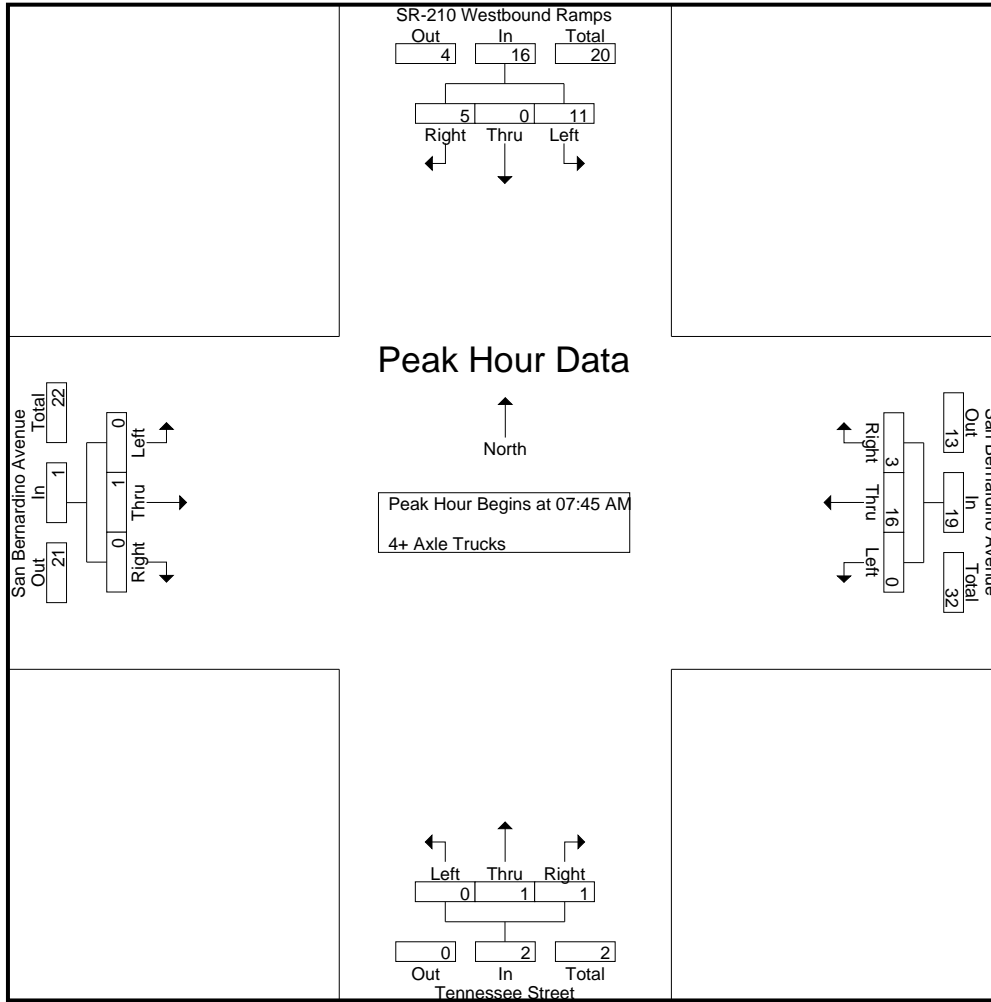 SR-210 Westbound Ramps
Out In Total
4 16 20
5 0 11
Right Thru Left
Peak Hour Data
North
Peak Hour Begins at 07:45 AM
4+ Axle Trucks
San Bernardino Avenue
Out In Total
21 1 22
0 1 0
Left Thru Right
San Bernardino Avenue
Out In Total
13 19 32
3 16 0
Right Thru Left
Left Thru Right
0 1 1
0 2 2
Out In Total
Tennessee Street